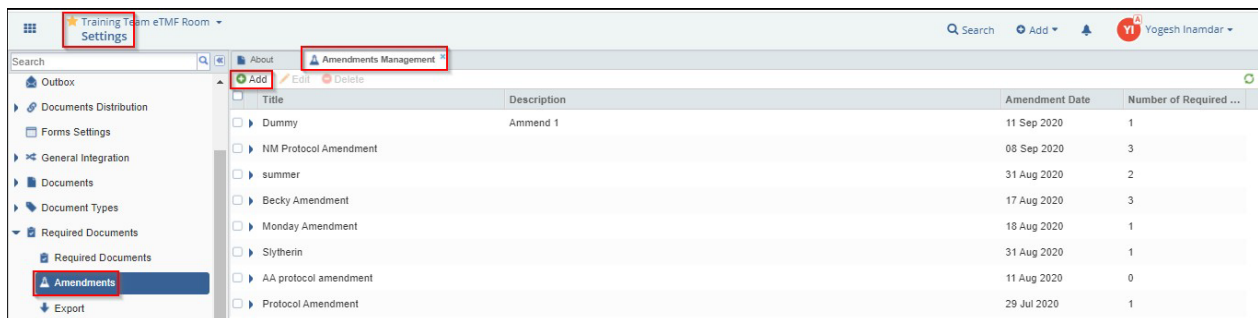 Training Team eTMF Room
Settings
Search
Add
YI
A
Yogesh Inamdar
Search
About
Amendments Management
Outbox
Add Edit Delete
Documents Distribution
Title Description Amendment Date Number of Required ...
Forms Settings
Dummy Ammend 1 11 Sep 2020 1
General Integration
NM Protocol Amendment 08 Sep 2020 3
Documents
summer 31 Aug 2020 2
Document Types
Becky Amendment 17 Aug 2020 3
Required Documents
Monday Amendment 18 Aug 2020 1
Required Documents
Slytherin 31 Aug 2020 1
Amendments
AA protocol amendment 11 Aug 2020 0
Export
Protocol Amendment 29 Jul 2020 1